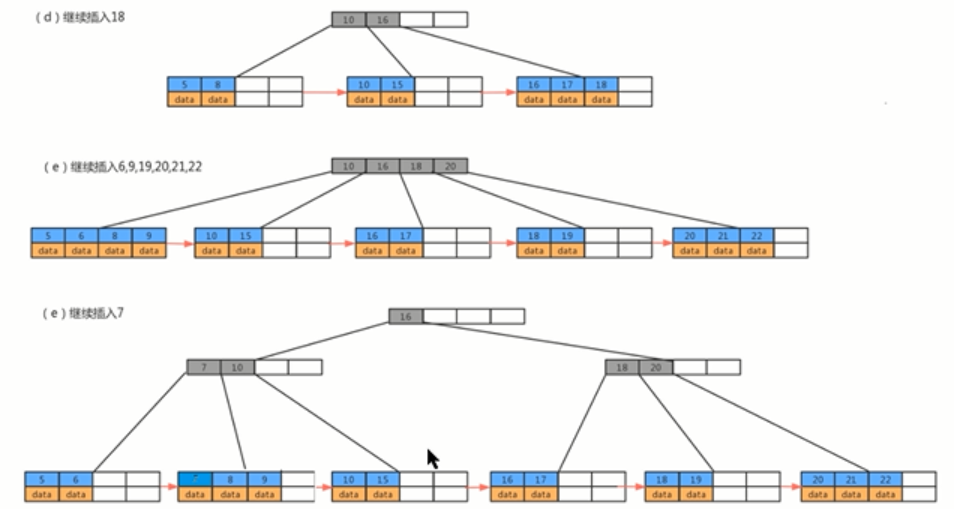 （d）继续插入18
10 16
5 8 10 15 16 17 18
data data data data data data data
（e）继续插入6,9,19,20,21,22
10 16 18 20
5 6 8 9 10 15 16 17 18 19 20 21 22
data data data data data data data data data data data data data
（e）继续插入7
16
7 10 18 20
5 6 8 9 10 15 16 17 18 19 20 21 22
data data data data data data data data data data data data data data